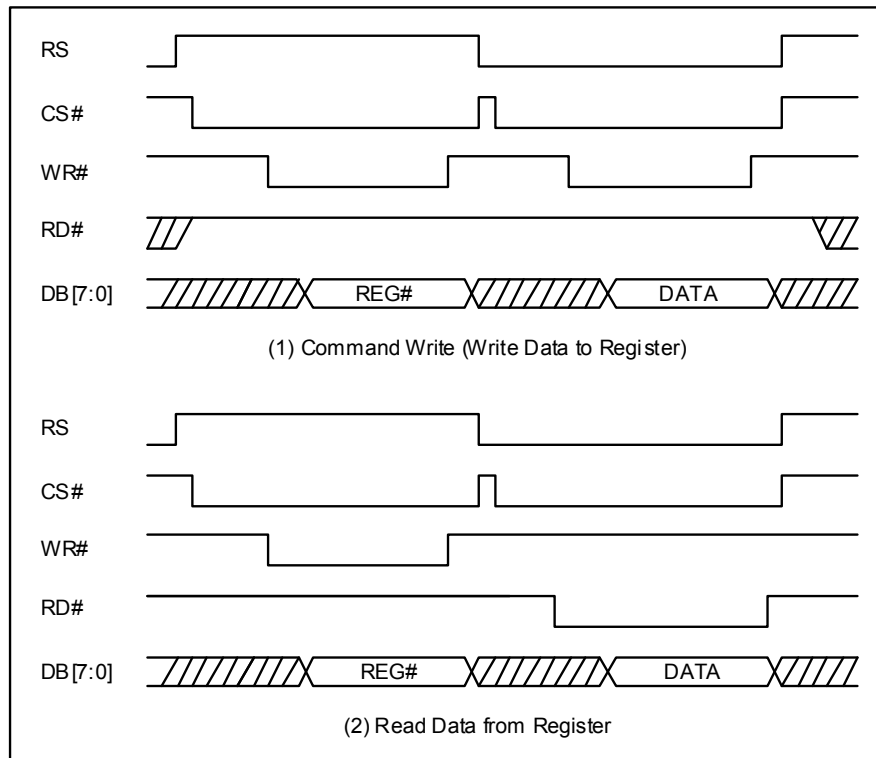 RS
CS#
WR#
RD#
DB[7:0] REG# DATA
(1) Command Write (Write Data to Register)
RS
CS#
WR#
RD#
DB[7:0] REG# DATA
(2) Read Data from Register